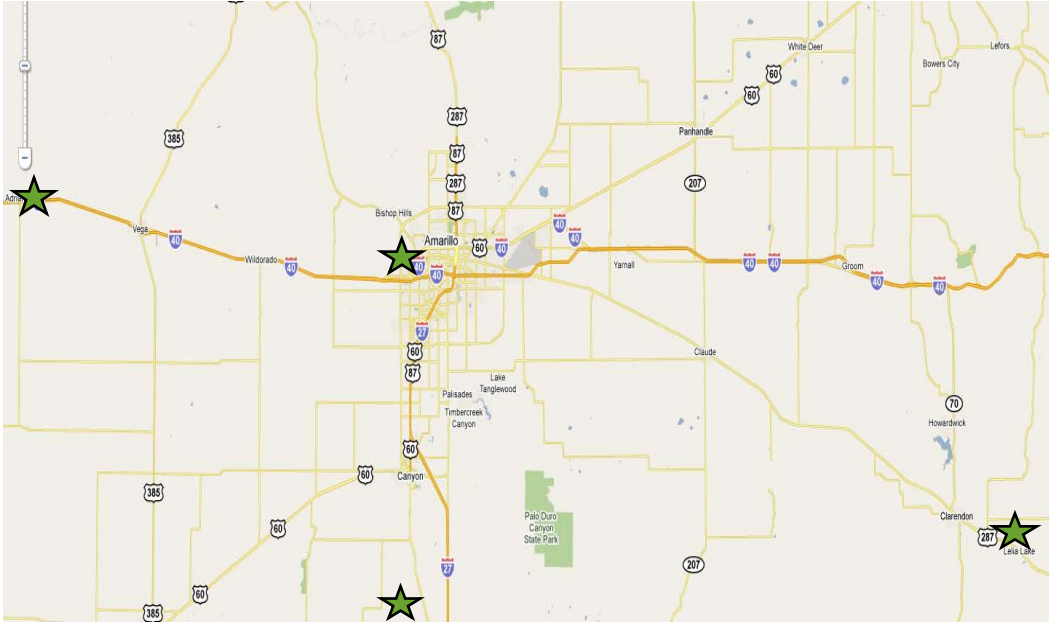 87
White Deer
Lefors
Bowers City
60
60
287
385
87
Panhandle
287
207
87
Bishop Hills
40
Vega
40
Amarillo
60
40
40
Wildorado
40
40
Yarnall
40
40
Groom
40
40
27
60
87
Claude
Lake
Tanglewood
Palisades
Timbercreek
Canyon
70
Howardwick
60
Canyon
60
385
60
Palo Duro
Canyon
State Park
Clarendon
287
Lelia Lake
27
207
60
385